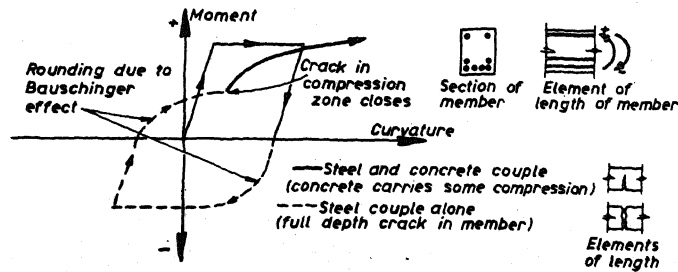 +
Moment
Rounding due to
Bauschinger
effect
Crack in
compression
zone closes
Section of
member
Element of
length of member
Curvature
Steel and concrete couple
(concrete carries some compression)
Steel couple alone
(full depth crack in member)
Elements
of length
-